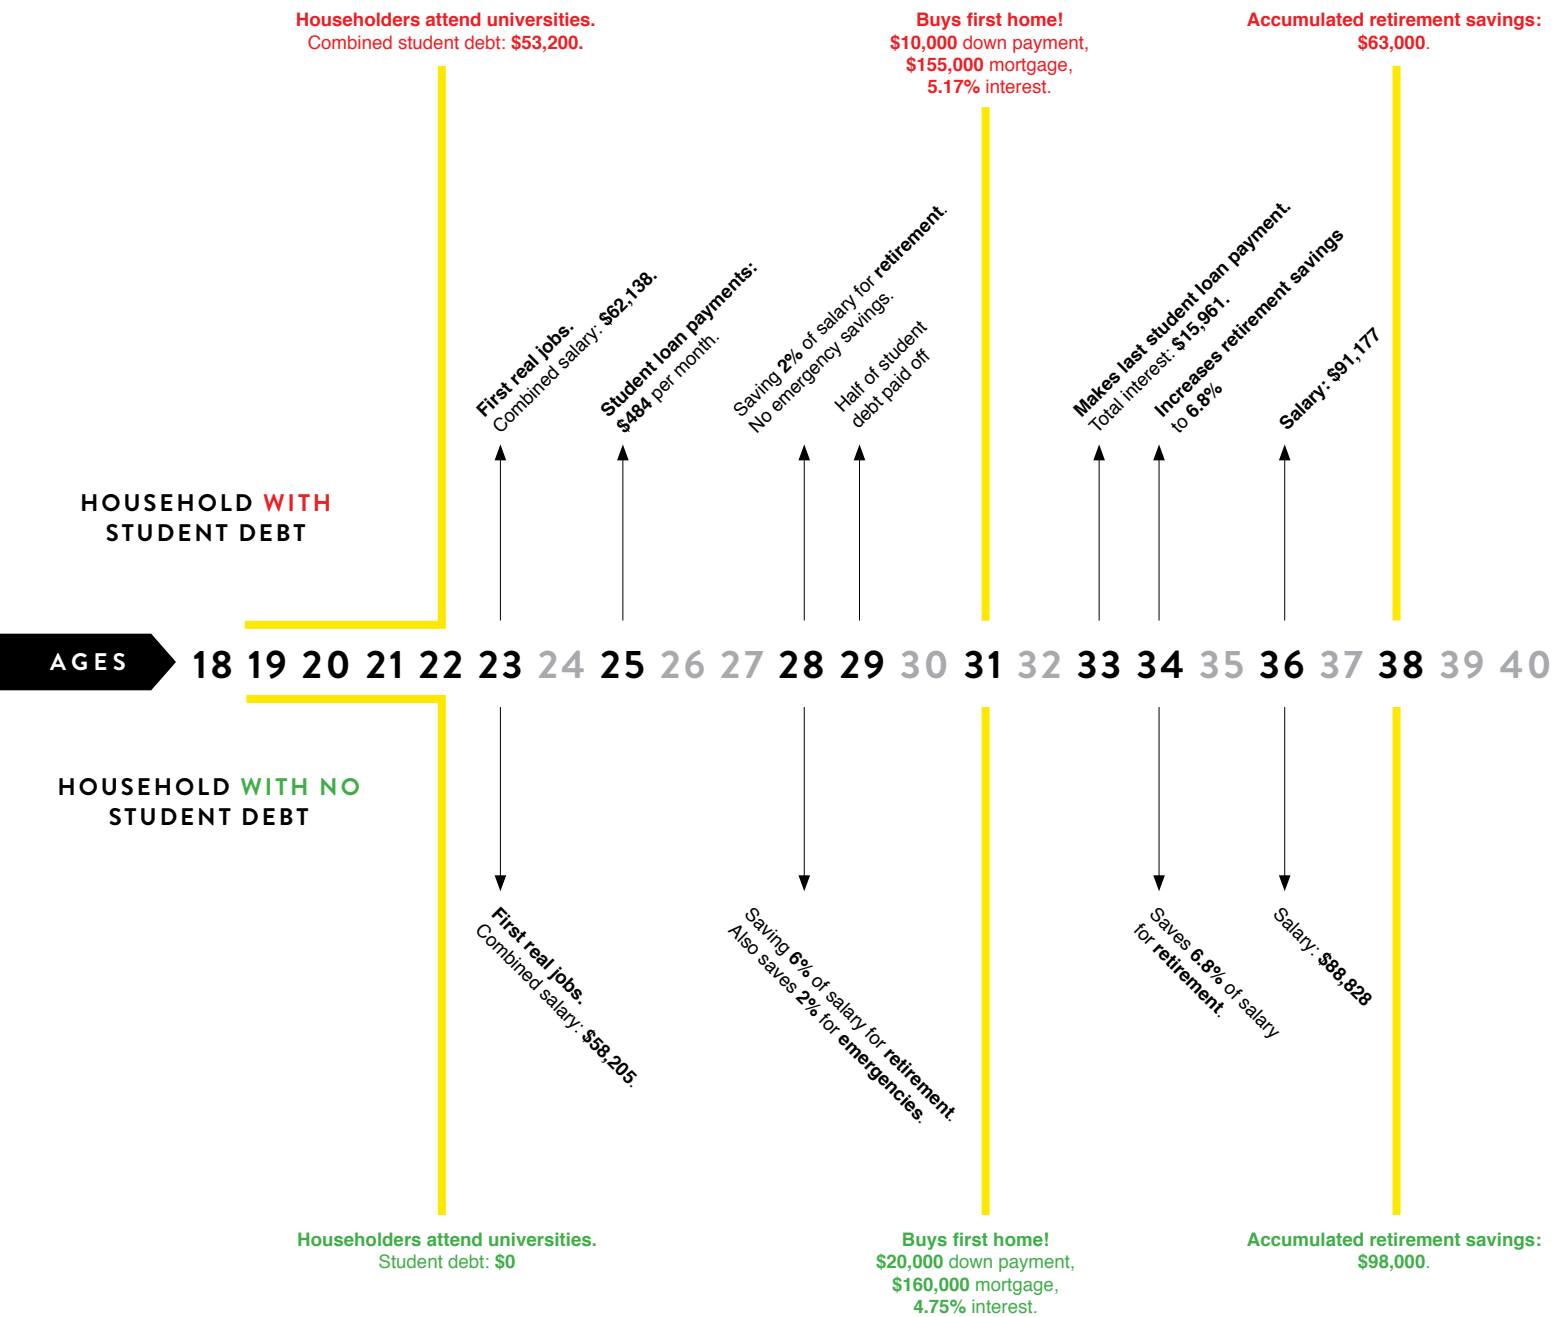 Householders attend universities.
Combined student debt: $53,200.
Buys first home!
$10,000 down payment,
$155,000 mortgage,
5.17% interest.
Accumulated retirement savings:
$63,000.
First real jobs.
Combined salary: $62,138.
Student loan payments:
$484 per month.
Saving 2% of salary for retirement.
No emergency savings.
Half of student
debt paid off
Makes last student loan payment.
Total interest: $15,961.
Increases retirement savings
to 6.8%
Salary: $91,177
HOUSEHOLD WITH
STUDENT DEBT
AGES 18 19 20 21 22 23 24 25 26 27 28 29 30 31 32 33 34 35 36 37 38 39 40
HOUSEHOLD WITH NO
STUDENT DEBT
First real jobs.
Combined salary: $58,205.
Saving 6% of salary for retirement.
Also saves 2% for emergencies.
Saves 6.8% of salary
for retirement.
Salary: $88,828
Householders attend universities.
Student debt: $0
Buys first home!
$20,000 down payment,
$160,000 mortgage,
4.75% interest.
Accumulated retirement savings:
$98,000.